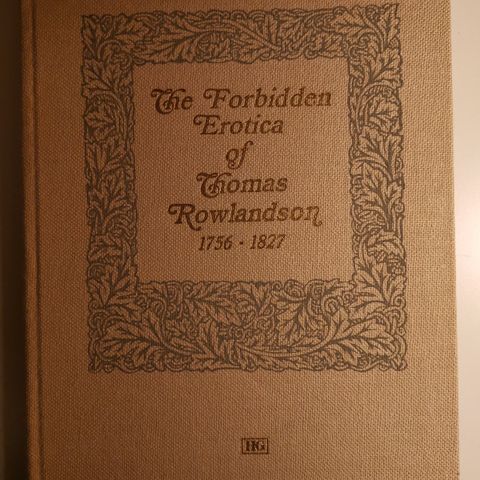 The Forbidden
Erotica
of
Thomas
Rowlandson
1756 · 1827
HG